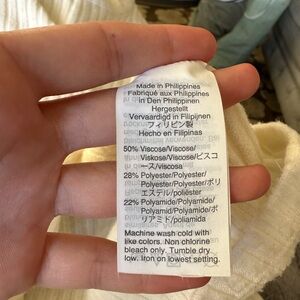 Made in Philippines
Fabriqué aux Philippines
In Den Philippinen
Hergestellt
Vervaardigd in Filipijnen
フィリピン製
Hecho en Filipinas
50% Viscose/Viscose/
Viskose/Viscose/ビスコ
ース/viscosa
28% Polyester/Polyester/
Polyester/Polyester/ポリ
エステル/poliéster
22% Polyamide/Polyamide/
Polyamid/Polyamide/ポ
リアミド/poliamida
Machine wash cold with
like colors. Non chlorine
bleach only. Tumble dry
low. Iron on lowest setting.